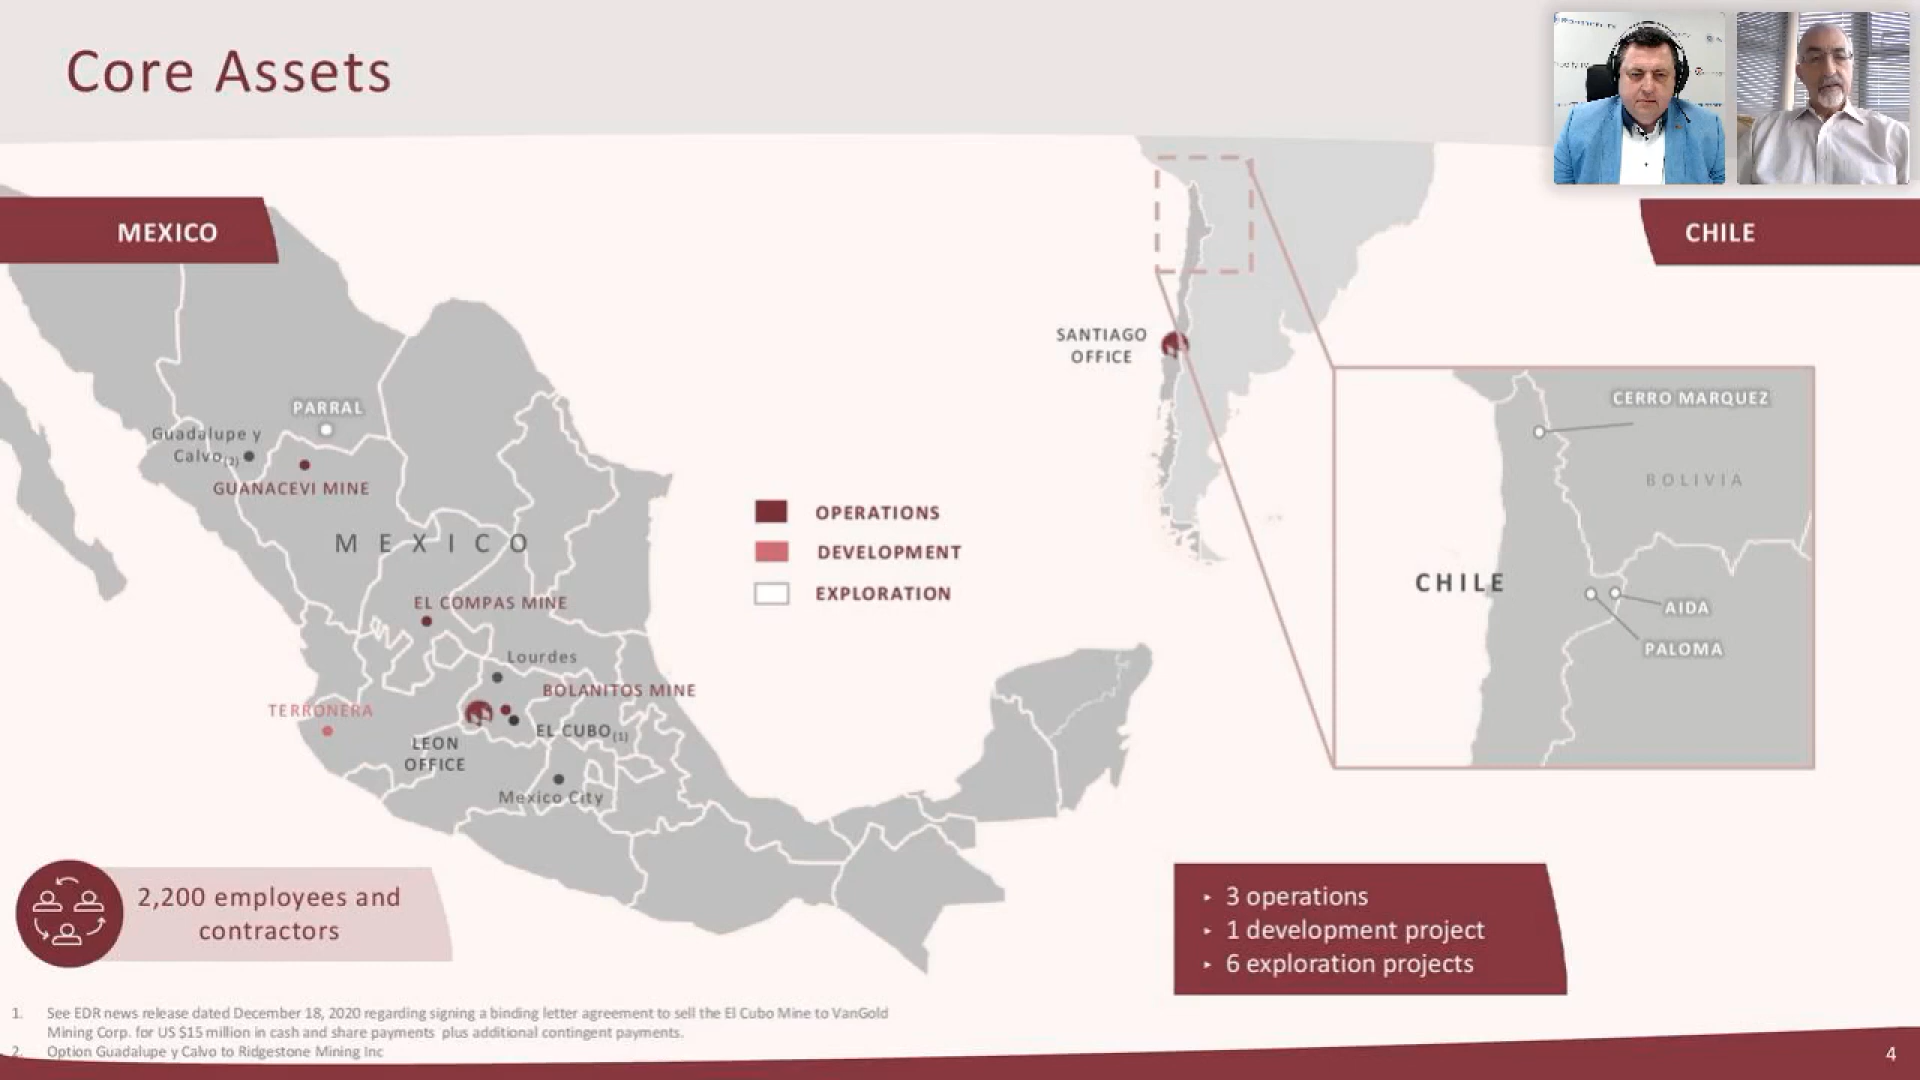 Core Assets
MEXICO
CHILE
SANTIAGO
OFFICE
PARRAL
Guadalupe y
Calvo(2)
GUANACEVI MINE
MEXICO
EL COMPAS MINE
Lourdes
BOLANITOS MINE
TERRONERA
EL CUBO(1)
LEON
OFFICE
Mexico City
OPERATIONS
DEVELOPMENT
EXPLORATION
CERRO MARQUEZ
BOLIVIA
CHILE
AIDA
PALOMA
2,200 employees and
contractors
‣ 3 operations
‣ 1 development project
‣ 6 exploration projects
1. See EDR news release dated December 18, 2020 regarding signing a binding letter agreement to sell the El Cubo Mine to VanGold
Mining Corp. for US $15 million in cash and share payments plus additional contingent payments.
2. Option Guadalupe y Calvo to Ridgestone Mining Inc
4